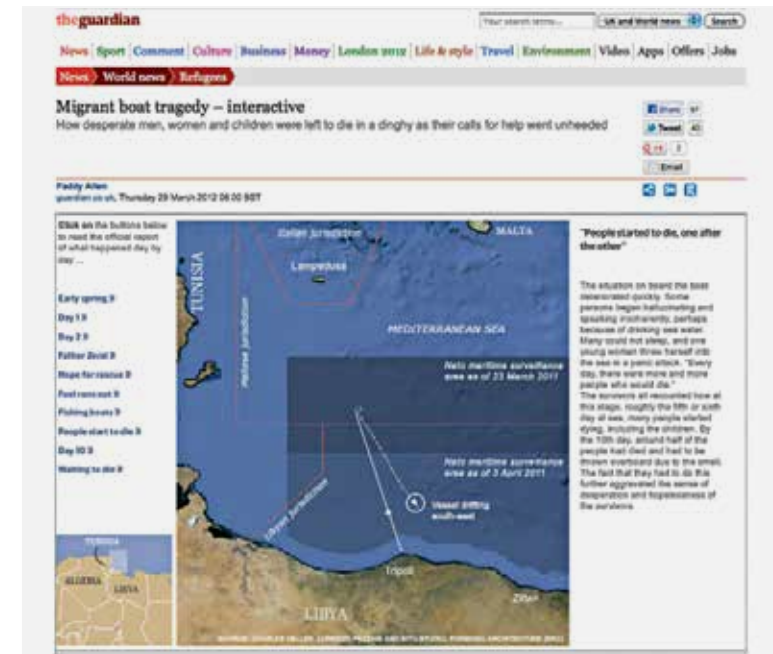 theguardian
Your search terms...
UK and World news
Search
News Sport Comment Culture Business Money London 2012 Life & style Travel Environment Video Apps Offers Jobs
News World news Refugees
Migrant boat tragedy – interactive
How desperate men, women and children were left to die in a dinghy as their calls for help went unheeded
Share
Tweet
Email
Paddy Allen
guardian.co.uk, Thursday 29 March 2012 06.00 BST
Click on the buttons below
to read the official report
of what happened day by
day ...
Early spring
Day 1
Day 2
Father Zerai
Hope for rescue
Fuel runs out
Fishing boats
People start to die
Day 10
Waiting to die
TUNISIA
ALGERIA
LIBYA
Italian jurisdiction
MALTA
Lampedusa
TUNISIA
Maltese jurisdiction
MEDITERRANEAN SEA
Nato maritime surveillance
area as of 23 March 2011
Nato maritime surveillance
area as of 3 April 2011
Vessel drifting
south-east
Libyan jurisdiction
Tripoli
Zlitan
LIBYA
"People started to die, one after
the other"
The situation on board the boat
deteriorated quickly. Some
persons began hallucinating and
speaking incoherently, perhaps
because of drinking sea water.
Many could not sleep, and one
young woman threw herself into
the sea in a panic attack. "Every
day, there were more and more
people who would die."
The survivors all recounted how at
this stage, roughly the fifth or sixth
day at sea, many people started
dying, including the children. By
the 10th day, around half of the
people had died and had to be
thrown overboard due to the smell.
The fact that they had to do this
further aggravated the sense of
desperation and hopelessness of
the survivors